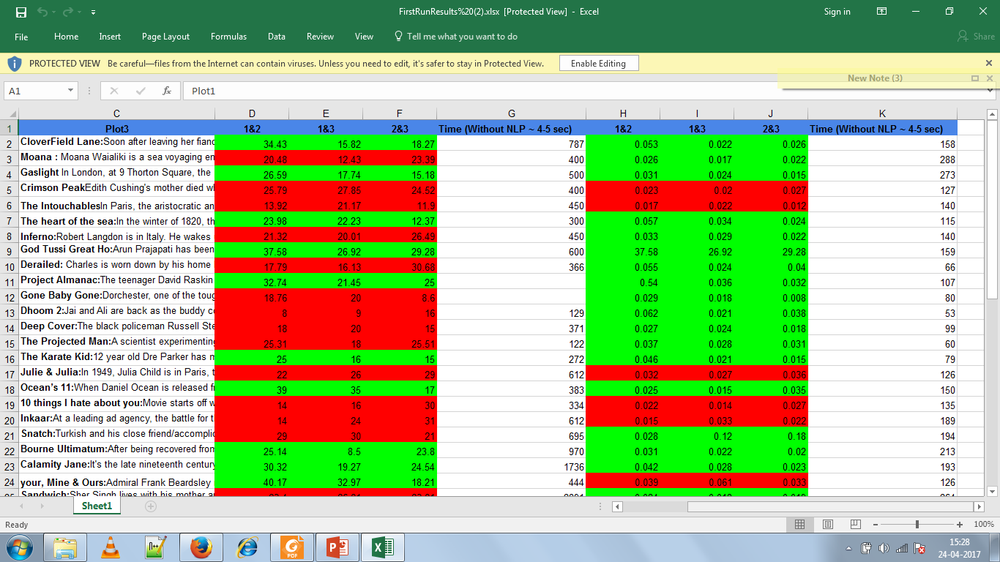 FirstRunResults%20(2).xlsx [Protected View] - Excel
Sign in
File Home Insert Page Layout Formulas Data Review View Tell me what you want to do Share
PROTECTED VIEW Be careful—files from the Internet can contain viruses. Unless you need to edit, it's safer to stay in Protected View. Enable Editing
New Note (3)
A1 fx Plot1
C D E F G H I J K
1 Plot3 1&2 1&3 2&3 Time (Without NLP ~ 4-5 sec) 1&2 1&3 2&3 Time (Without NLP ~ 4-5 sec)
2 CloverField Lane:Soon after leaving her fianc 34.43 15.82 18.27 787 0.053 0.022 0.026 158
3 Moana : Moana Waialiki is a sea voyaging en 20.48 12.43 23.39 400 0.026 0.017 0.022 288
4 Gaslight In London, at 9 Thorton Square, the 26.59 17.74 15.18 500 0.031 0.024 0.015 273
5 Crimson PeakEdith Cushing's mother died wh 25.79 27.85 24.52 400 0.023 0.02 0.027 127
6 The IntouchablesIn Paris, the aristocratic an 13.92 21.17 11.9 450 0.017 0.022 0.012 140
7 The heart of the sea:In the winter of 1820, th 23.98 22.23 12.37 300 0.057 0.034 0.024 115
8 Inferno:Robert Langdon is in Italy. He wakes 21.32 20.01 26.49 450 0.033 0.029 0.022 140
9 God Tussi Great Ho:Arun Prajapati has been 37.58 26.92 29.28 600 37.58 26.92 29.28 159
10 Derailed: Charles is worn down by his home 17.79 16.13 30.68 366 0.055 0.024 0.04 66
11 Project Almanac:The teenager David Raskin 32.74 21.45 25 0.54 0.036 0.032 107
12 Gone Baby Gone:Dorchester, one of the toug 18.76 20 8.6 0.029 0.018 0.008 80
13 Dhoom 2:Jai and Ali are back as the buddy co 8 9 16 129 0.062 0.021 0.038 53
14 Deep Cover:The black policeman Russell Ste 18 20 15 371 0.027 0.024 0.018 99
15 The Projected Man:A scientist experimenting 25.31 18 25.51 122 0.037 0.028 0.031 60
16 The Karate Kid:12 year old Dre Parker has m 25 16 15 272 0.046 0.021 0.015 79
17 Julie & Julia:In 1949, Julia Child is in Paris, t 22 26 29 612 0.032 0.027 0.036 126
18 Ocean's 11:When Daniel Ocean is released f 39 35 17 383 0.025 0.015 0.035 150
19 10 things I hate about you:Movie starts off w 14 16 30 334 0.022 0.014 0.027 135
20 Inkaar:At a leading ad agency, the battle for t 14 24 31 612 0.015 0.033 0.022 189
21 Snatch:Turkish and his close friend/accomplic 29 30 21 695 0.028 0.12 0.18 194
22 Bourne Ultimatum:After being recovered from 25.14 8.5 23.8 970 0.031 0.022 0.02 213
23 Calamity Jane:It's the late nineteenth century 30.32 19.27 24.54 1736 0.042 0.028 0.023 193
24 your, Mine & Ours:Admiral Frank Beardsley 40.17 32.97 18.21 444 0.039 0.061 0.033 126
Sandwich:Sher Singh lives with his mother a
Sheet1
Ready 100%
PDF
15:28
24-04-2017